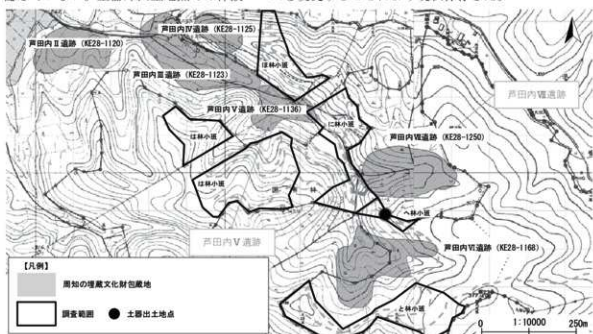 芦田内Ⅱ遺跡（KE28-1120）
芦田内Ⅳ遺跡（KE28-1125）
芦田内Ⅲ遺跡（KE28-1123）
芦田内Ⅴ遺跡（KE28-1136）
は林小班
に林小班
芦田内Ⅷ遺跡
は林小班
芦田内Ⅶ遺跡（KE28-1250）
は林小班
へ林小班
芦田内Ⅴ遺跡
芦田内Ⅵ遺跡（KE28-1168）
と林小班
【凡例】
周知の埋蔵文化財包蔵地
調査範囲
土器出土地点
0 1:10000 250m